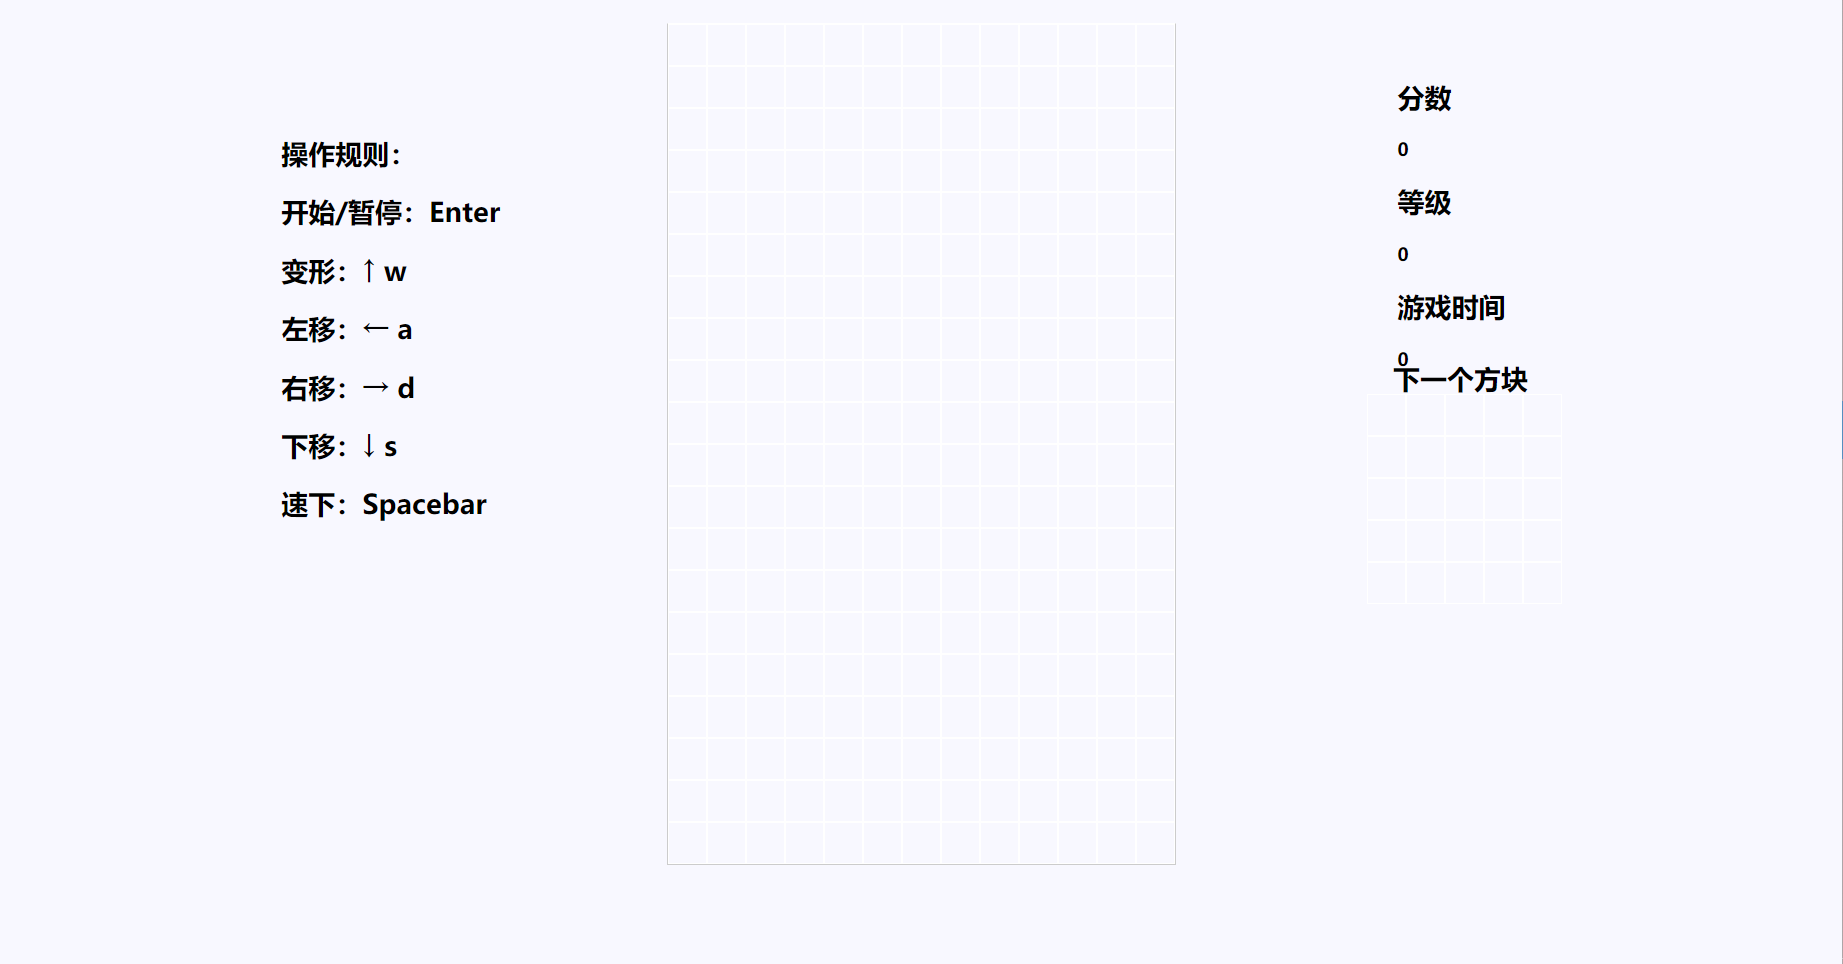 操作规则：
开始/暂停：Enter
变形：↑ w
左移：← a
右移：→ d
下移：↓ s
速下：Spacebar
分数
0
等级
0
游戏时间
0
下一个方块